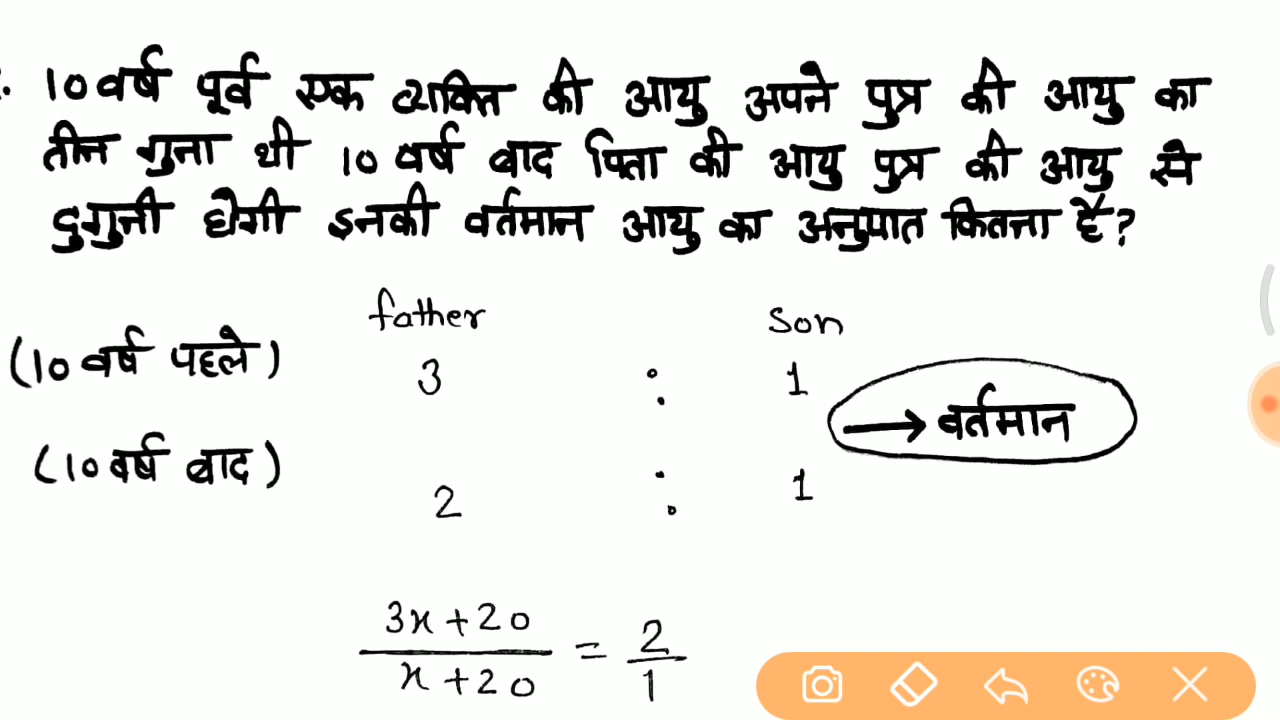 10 वर्ष पूर्व एक व्यक्ति की आयु अपने पुत्र की आयु का
तीन गुना थी 10 वर्ष बाद पिता की आयु पुत्र की आयु से
दुगुनी होगी इनकी वर्तमान आयु का अनुपात कितना है?
father son
(10 वर्ष पहले) 3 : 1
→ वर्तमान
(10 वर्ष बाद) 2 : 1
3x+20
x+20
= 2
1